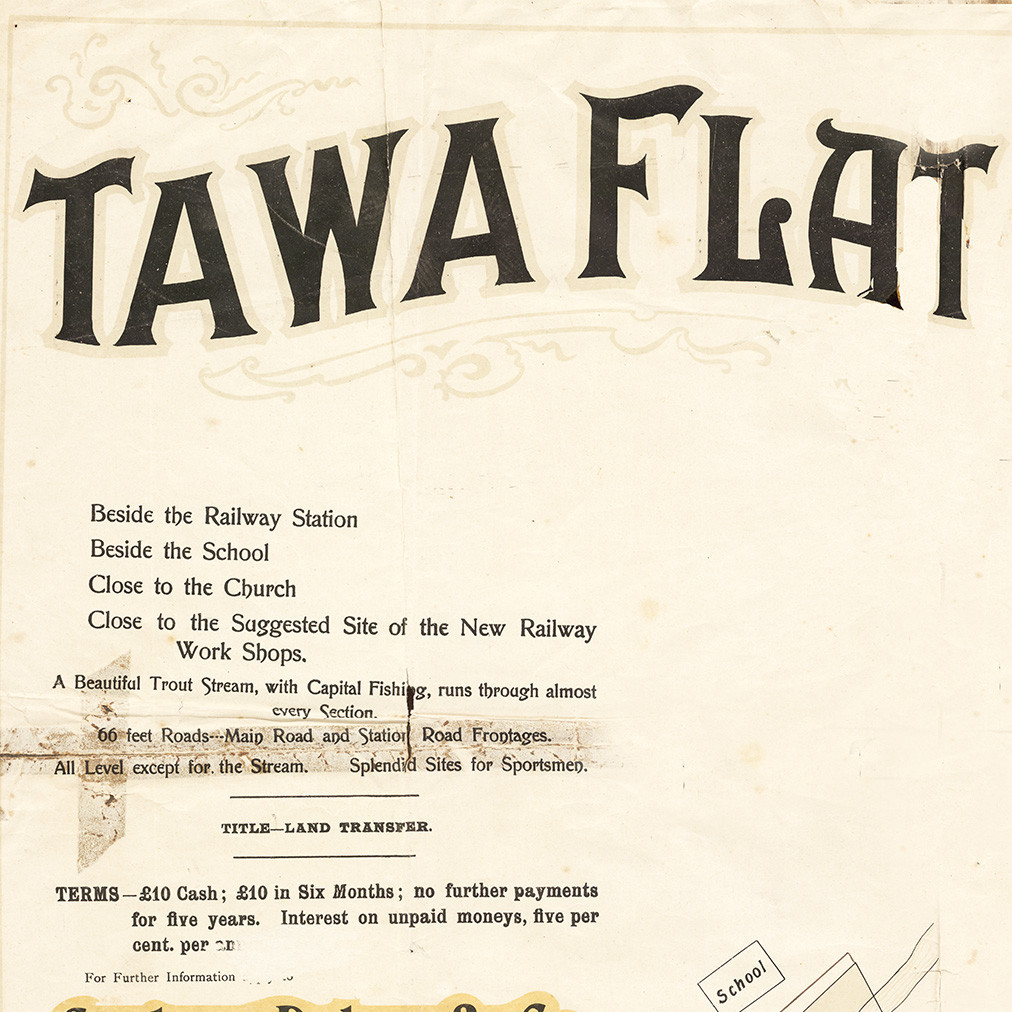 TAWA FLAT
Beside the Railway Station
Beside the School
Close to the Church
Close to the Suggested Site of the New Railway
Work Shops.
A Beautiful Trout Stream, with Capital Fishing, runs through almost
every Section.
66 feet Roads---Main Road and Station Road Frontages.
All Level except for the Stream. Splendid Sites for Sportsmen.
TITLE—LAND TRANSFER.
TERMS—£10 Cash; £10 in Six Months; no further payments
for five years. Interest on unpaid moneys, five per
cent. per
For Further Information
School